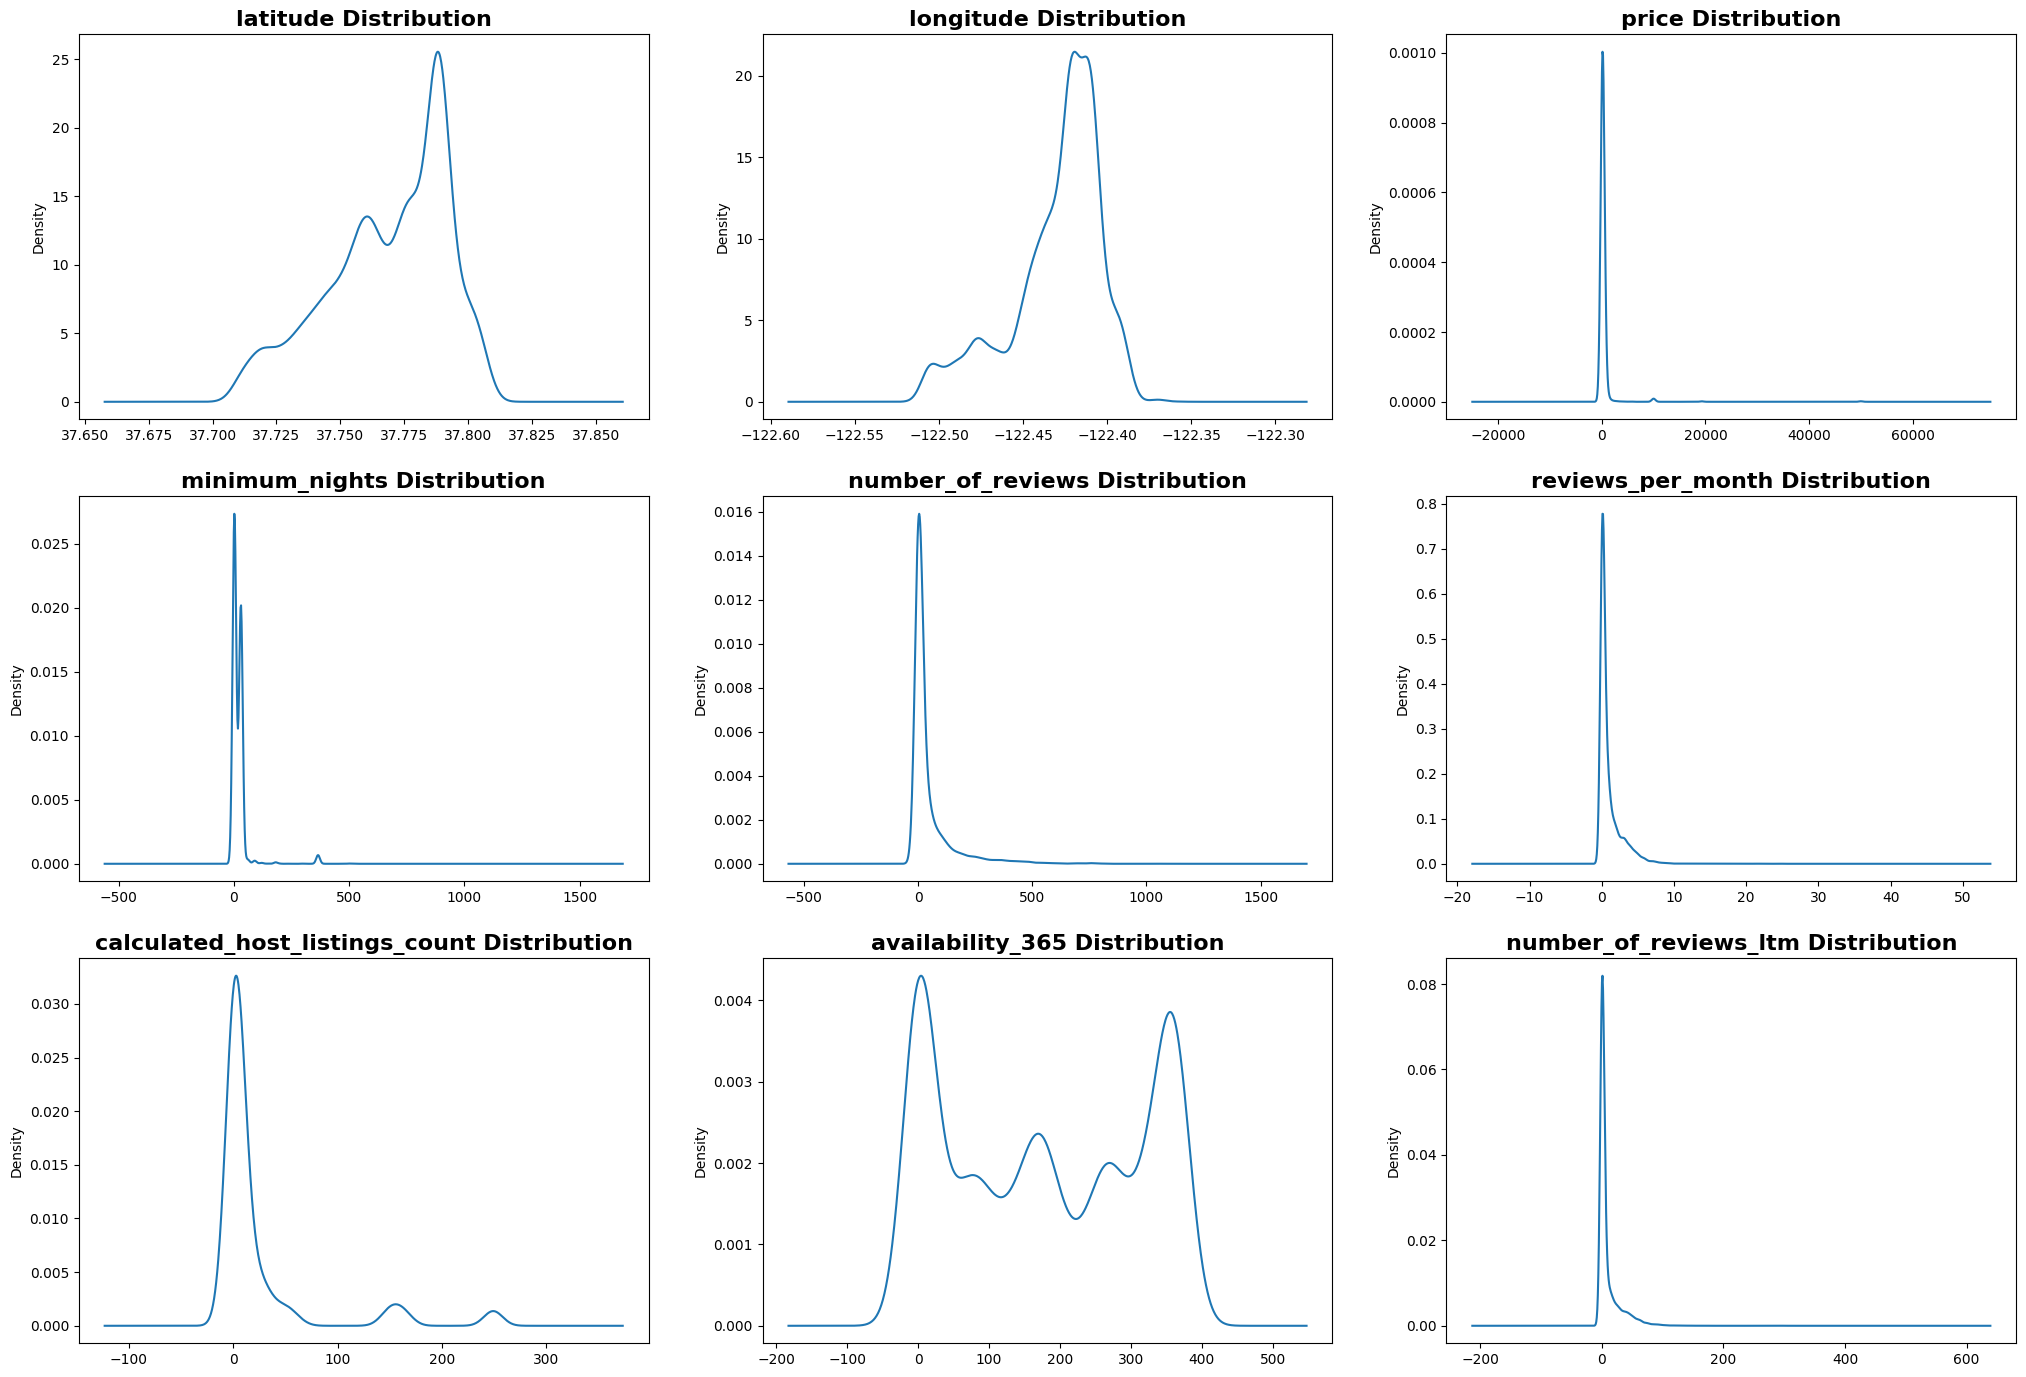 latitude Distribution
longitude Distribution
price Distribution
Density
25
20
15
10
5
0
37.650 37.675 37.700 37.725 37.750 37.775 37.800 37.825 37.850
Density
20
15
10
5
0
−122.60 −122.55 −122.50 −122.45 −122.40 −122.35 −122.30
Density
0.0010
0.0008
0.0006
0.0004
0.0002
0.0000
−20000 0 20000 40000 60000
minimum_nights Distribution
number_of_reviews Distribution
reviews_per_month Distribution
Density
0.025
0.020
0.015
0.010
0.005
0.000
−500 0 500 1000 1500
Density
0.016
0.014
0.012
0.010
0.008
0.006
0.004
0.002
0.000
−500 0 500 1000 1500
Density
0.8
0.7
0.6
0.5
0.4
0.3
0.2
0.1
0.0
−20 −10 0 10 20 30 40 50
calculated_host_listings_count Distribution
availability_365 Distribution
number_of_reviews_ltm Distribution
Density
0.030
0.025
0.020
0.015
0.010
0.005
0.000
−100 0 100 200 300
Density
0.004
0.003
0.002
0.001
0.000
−200 −100 0 100 200 300 400 500
Density
0.08
0.06
0.04
0.02
0.00
−200 0 200 400 600